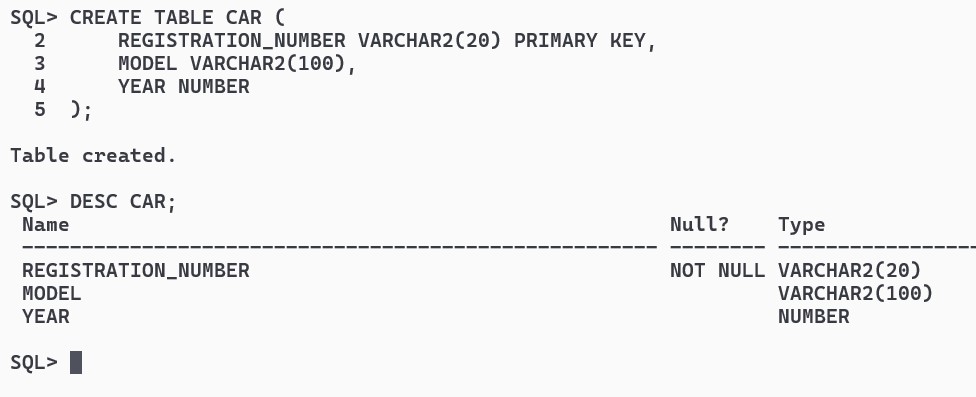 SQL> CREATE TABLE CAR (
  2      REGISTRATION_NUMBER VARCHAR2(20) PRIMARY KEY,
  3      MODEL VARCHAR2(100),
  4      YEAR NUMBER
  5  );
Table created.
SQL> DESC CAR;
 Name                                                  Null?    Type
 ----------------------------------------------------- -------- -----------------
 REGISTRATION_NUMBER                                   NOT NULL VARCHAR2(20)
 MODEL                                                          VARCHAR2(100)
 YEAR                                                           NUMBER
SQL>